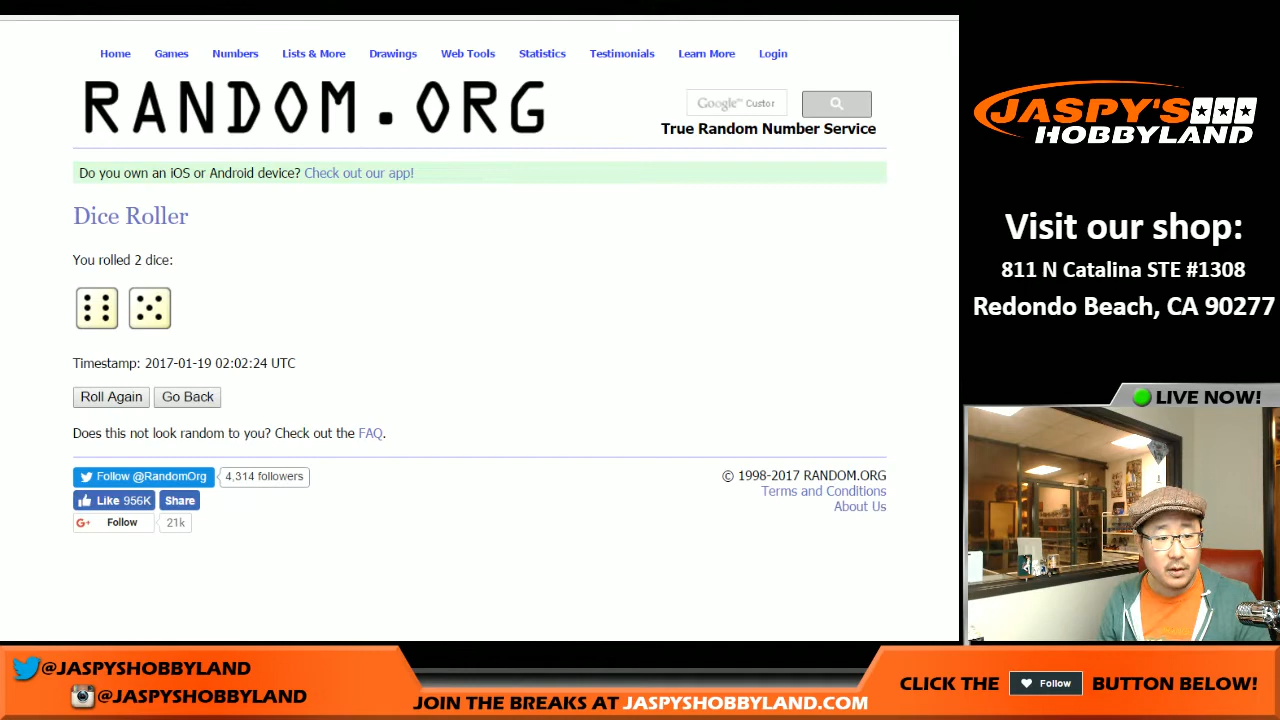 Home Games Numbers Lists & More Drawings Web Tools Statistics Testimonials Learn More Login
RANDOM.ORG
Google™ Custor
True Random Number Service
Do you own an iOS or Android device? Check out our app!
Dice Roller
You rolled 2 dice:
Timestamp: 2017-01-19 02:02:24 UTC
Roll Again Go Back
Does this not look random to you? Check out the FAQ.
Follow @RandomOrg 4,314 followers
Like 956K Share
G+ Follow 21k
© 1998-2017 RANDOM.ORG
Terms and Conditions
About Us
JASPY'S
HOBBYLAND
Visit our shop:
811 N Catalina STE #1308
Redondo Beach, CA 90277
LIVE NOW!
@JASPYSHOBBYLAND
@JASPYSHOBBYLAND
JOIN THE BREAKS AT JASPYSHOBBYLAND.COM
CLICK THE Follow BUTTON BELOW!